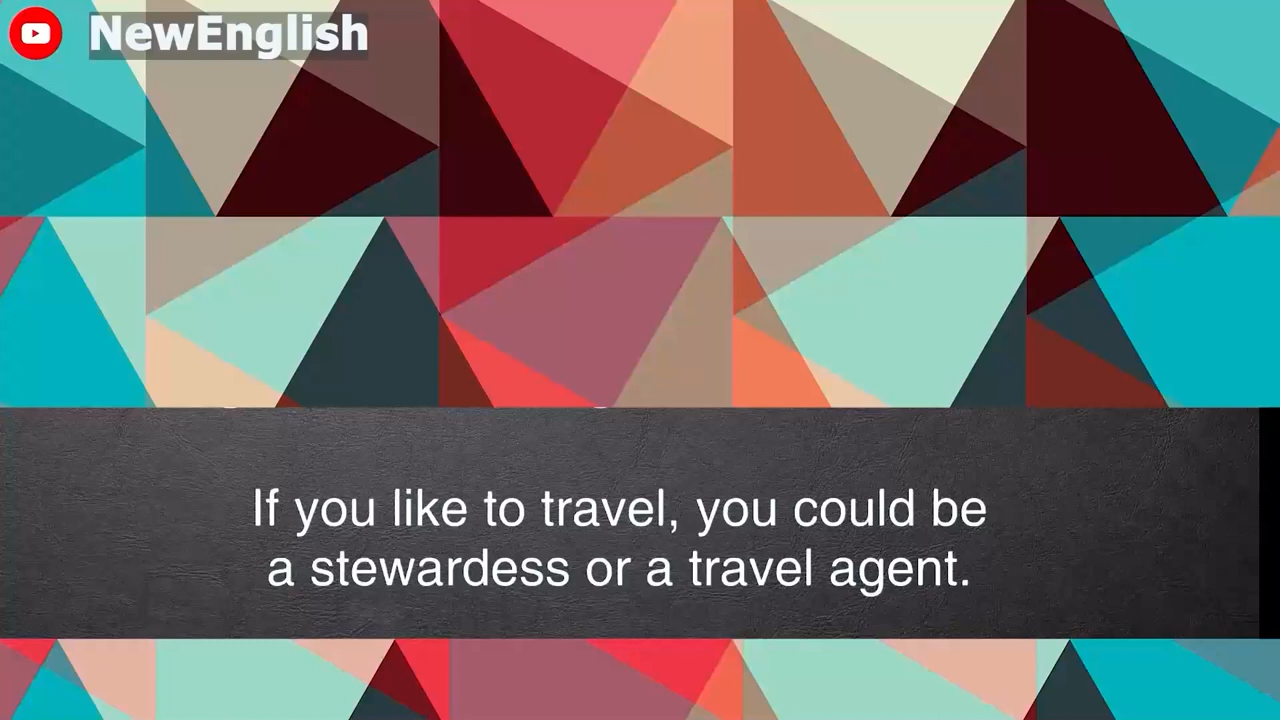 NewEnglish
If you like to travel, you could be
a stewardess or a travel agent.